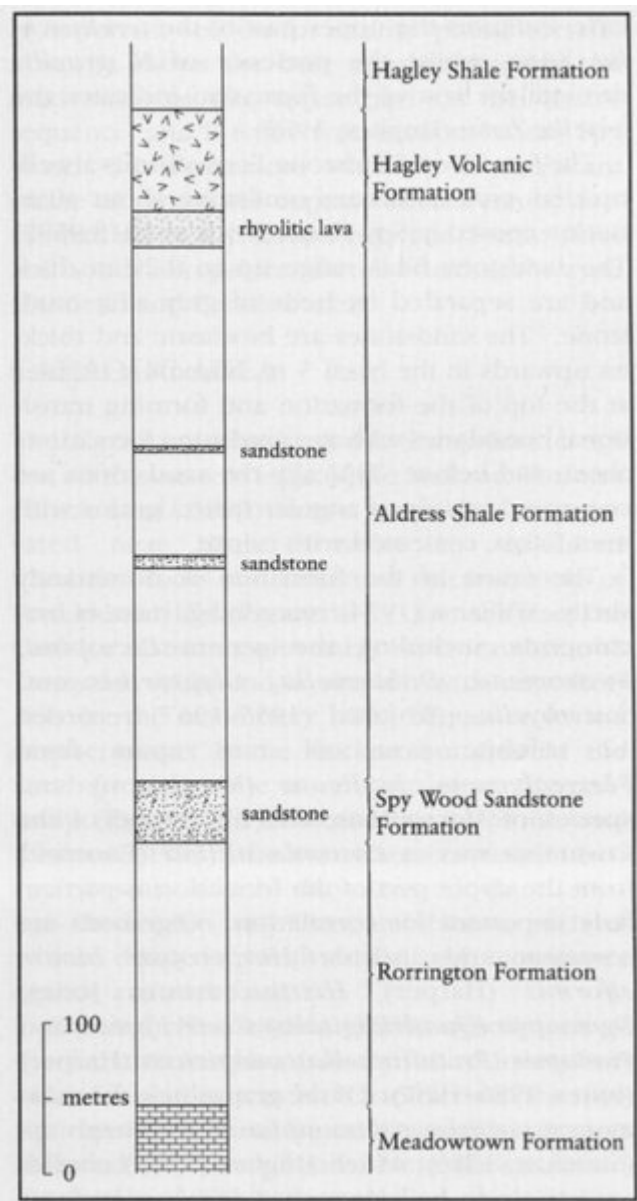 Hagley Shale Formation
Hagley Volcanic
Formation
rhyolitic lava
sandstone
Aldress Shale Formation
sandstone
sandstone
Spy Wood Sandstone
Formation
Rorrington Formation
100
metres
0
Meadowtown Formation